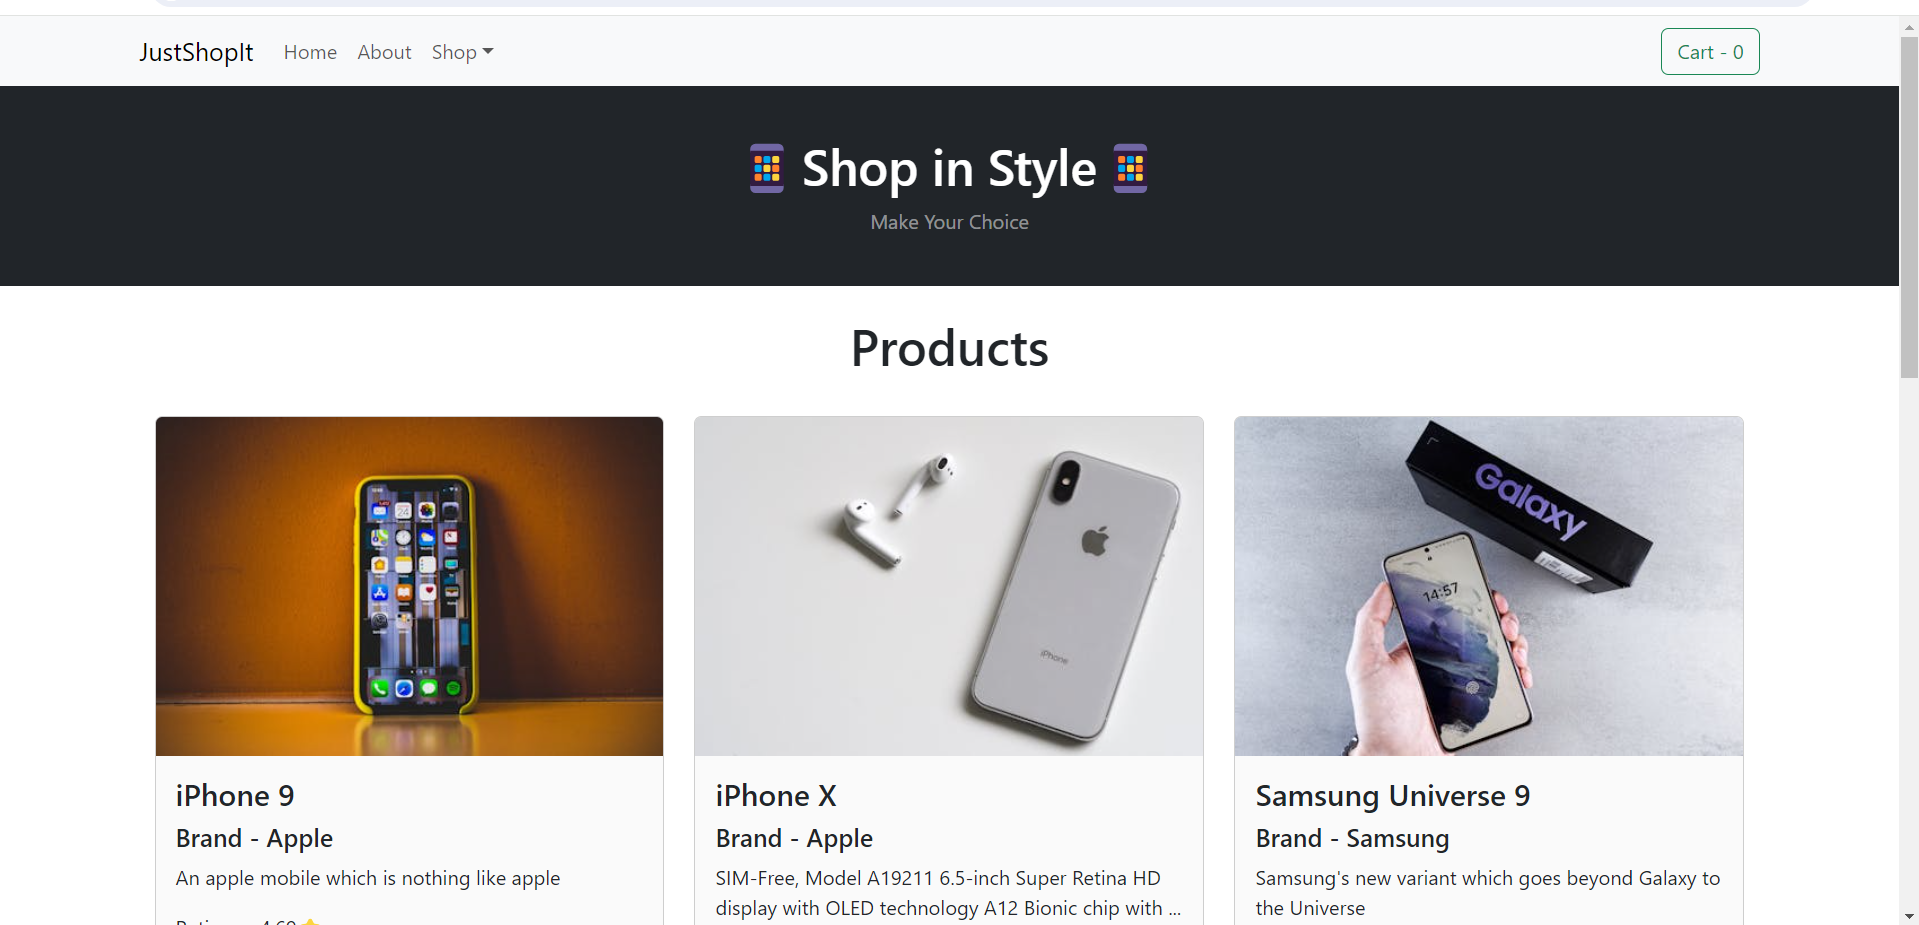 JustShopIt Home About Shop Cart - 0
Shop in Style
Make Your Choice
Products
Galaxy
14:57
iPhone
iPhone 9
Brand - Apple
An apple mobile which is nothing like apple
iPhone X
Brand - Apple
SIM-Free, Model A19211 6.5-inch Super Retina HD
display with OLED technology A12 Bionic chip with ...
Samsung Universe 9
Brand - Samsung
Samsung's new variant which goes beyond Galaxy to
the Universe